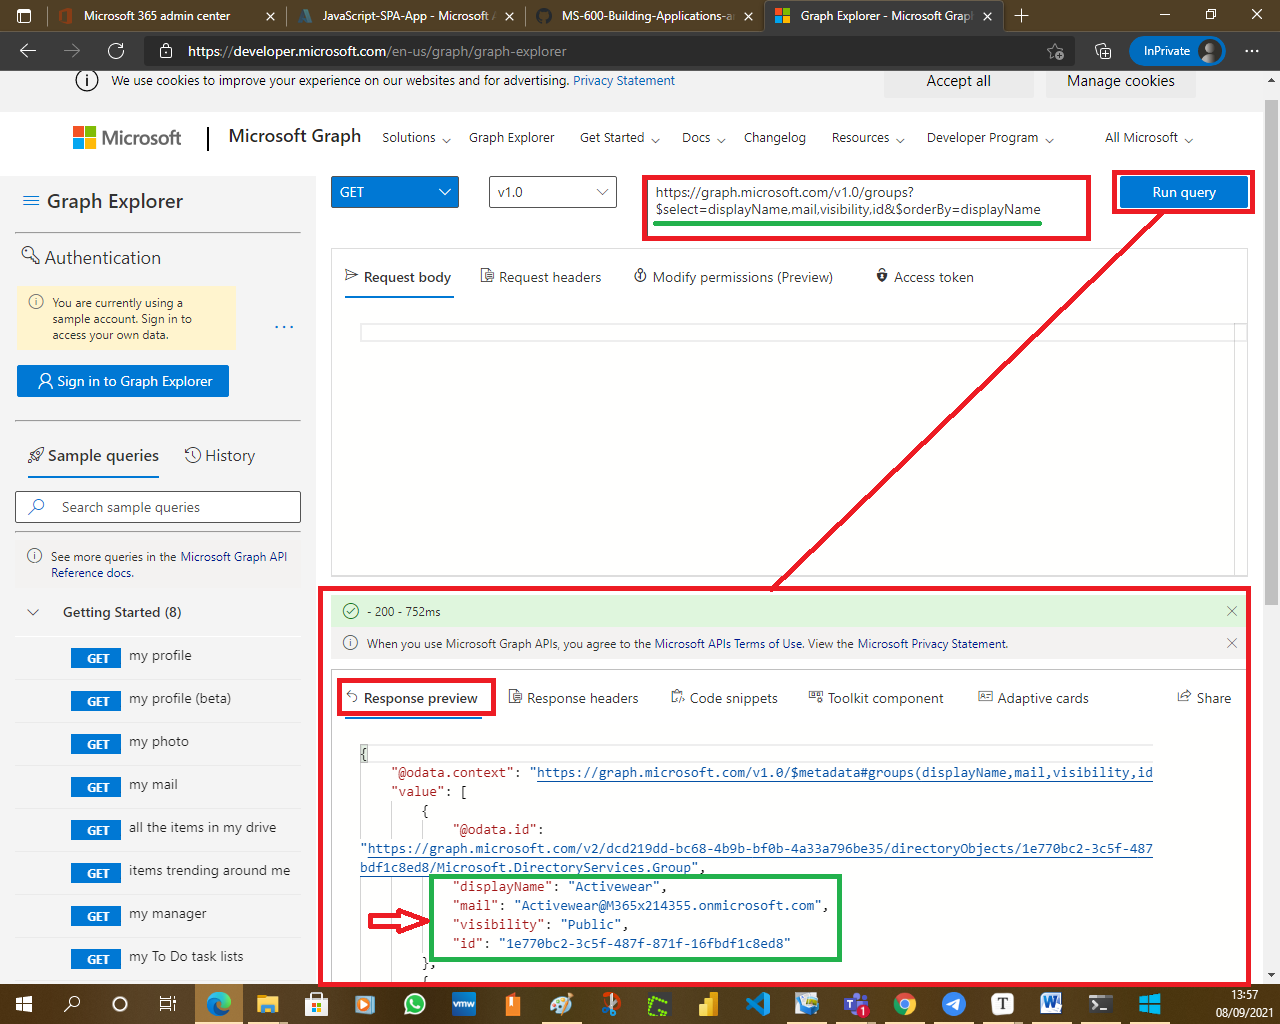 Microsoft 365 admin center
JavaScript-SPA-App - Microsoft A
MS-600-Building-Applications-an
Graph Explorer - Microsoft Graph
https://developer.microsoft.com/en-us/graph/graph-explorer
InPrivate
We use cookies to improve your experience on our websites and for advertising. Privacy Statement
Accept all
Manage cookies
Microsoft
Microsoft Graph
Solutions
Graph Explorer
Get Started
Docs
Changelog
Resources
Developer Program
All Microsoft
Graph Explorer
GET
v1.0
https://graph.microsoft.com/v1.0/groups?
$select=displayName,mail,visibility,id&$orderBy=displayName
Run query
Authentication
You are currently using a
sample account. Sign in to
access your own data.
...
Sign in to Graph Explorer
Request body
Request headers
Modify permissions (Preview)
Access token
Sample queries
History
Search sample queries
See more queries in the Microsoft Graph API
Reference docs.
Getting Started (8)
GET my profile
GET my profile (beta)
GET my photo
GET my mail
GET all the items in my drive
GET items trending around me
GET my manager
GET my To Do task lists
- 200 - 752ms
When you use Microsoft Graph APIs, you agree to the Microsoft APIs Terms of Use. View the Microsoft Privacy Statement.
Response preview
Response headers
Code snippets
Toolkit component
Adaptive cards
Share
{
"@odata.context": "https://graph.microsoft.com/v1.0/$metadata#groups(displayName,mail,visibility,id
"value": [
{
"@odata.id":
"https://graph.microsoft.com/v2/dcd219dd-bc68-4b9b-bf0b-4a33a796be35/directoryObjects/1e770bc2-3c5f-487
bdf1c8ed8/Microsoft.DirectoryServices.Group",
"displayName": "Activewear",
"mail": "Activewear@M365x214355.onmicrosoft.com",
"visibility": "Public",
"id": "1e770bc2-3c5f-487f-871f-16fbdf1c8ed8"
},
{
vmw
T
13:57
08/09/2021